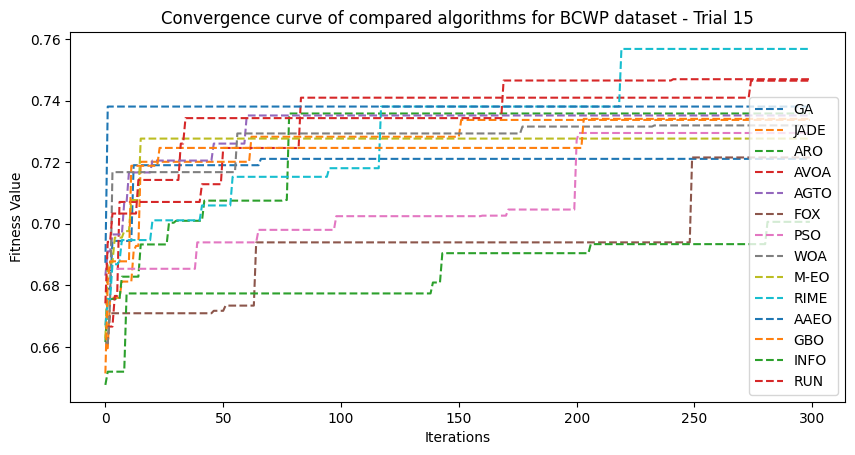 Convergence curve of compared algorithms for BCWP dataset - Trial 15
Fitness Value
0.76
0.74
0.72
0.70
0.68
0.66
0
50
100
150
200
250
300
Iterations
GA
JADE
ARO
AVOA
AGTO
FOX
PSO
WOA
M-EO
RIME
AAEO
GBO
INFO
RUN